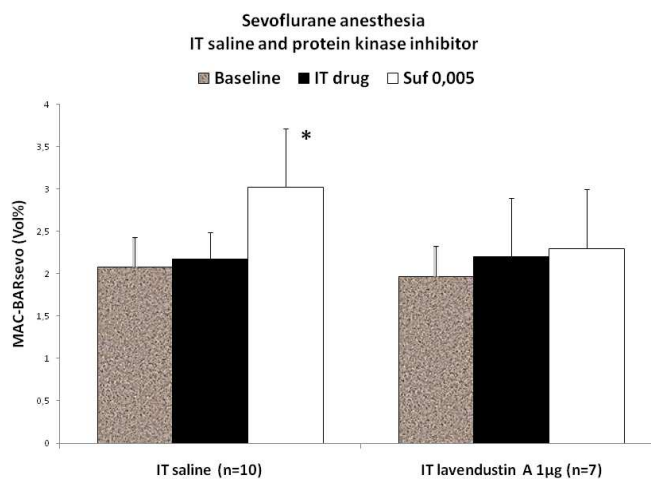 Sevoflurane anesthesia
IT saline and protein kinase inhibitor
Baseline IT drug Suf 0,005
4
3,5
3
2,5
2
1,5
1
0,5
0
MAC-BARsevo (Vol%)
*
IT saline (n=10) IT lavendustin A 1µg (n=7)